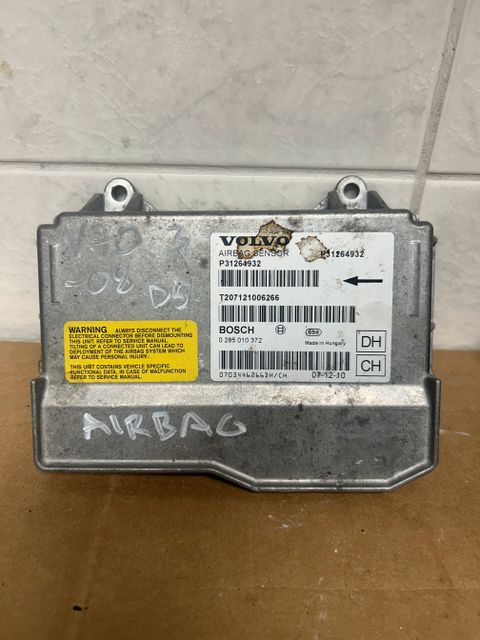 -08
D5
VOLVO
AIRBAG SENSOR P31264932
P31264932
T207121006266
BOSCH
0 285 010 372
Made in Hungary
DH
CH
0703446266DH/CH 07-12-10
WARNING ALWAYS DISCONNECT THE
ELECTRICAL CONNECTOR BEFORE DISMOUNTING
THIS UNIT. REFER TO SERVICE MANUAL.
TILTING OF A CONNECTED UNIT CAN LEAD TO
DEPLOYMENT OF THE AIRBAG SYSTEM WHICH
MAY CAUSE PERSONAL INJURY.
THIS UNIT CONTAINS VEHICLE SPECIFIC
FUNCTIONAL DATA. IN CASE OF MALFUNCTION
REFER TO SERVICE MANUAL.
AIRBAG